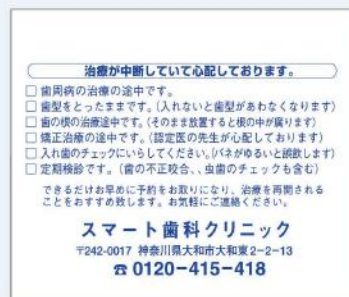 治療が中断していて心配しております。
□ 歯周病の治療の途中です。
□ 歯型をとったままです。(入れないと歯型があわなくなります)
□ 歯の根の治療途中です。(そのまま放置すると根の中が腐ります)
□ 矯正治療の途中です。(認定医の先生が心配しております)
□ 入れ歯のチェックにいらしてください。(バネがゆるいと誤飲します)
□ 定期検診です。(歯の不正咬合、、虫歯のチェックも含む)
できるだけお早めに予約をお取りになり、治療を再開される
ことをおすすめ致します。お気軽にご連絡ください。
スマート歯科クリニック
〒242-0017 神奈川県大和市大和東2-2-13
☎ 0120-415-418